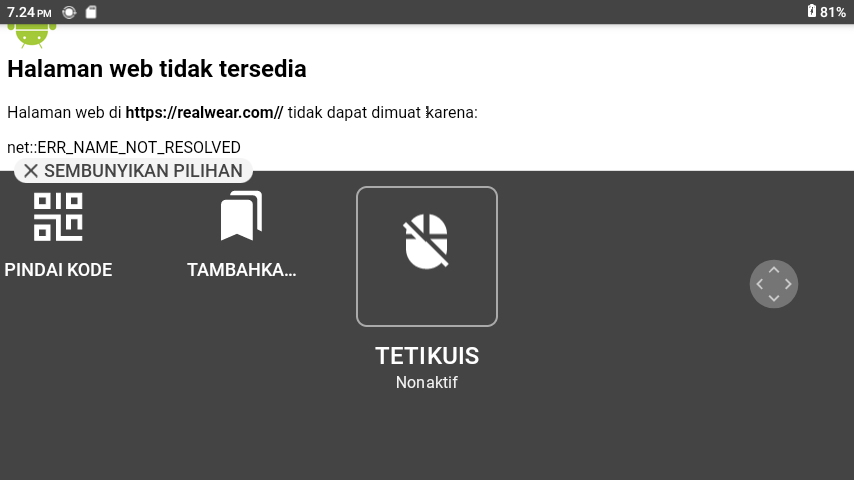 7.24 PM
81%
Halaman web tidak tersedia
Halaman web di https://realwear.com// tidak dapat dimuat karena:
net::ERR_NAME_NOT_RESOLVED
SEMBUNYIKAN PILIHAN
PINDAI KODE
TAMBAHKA...
TETIKUIS
Nonaktif